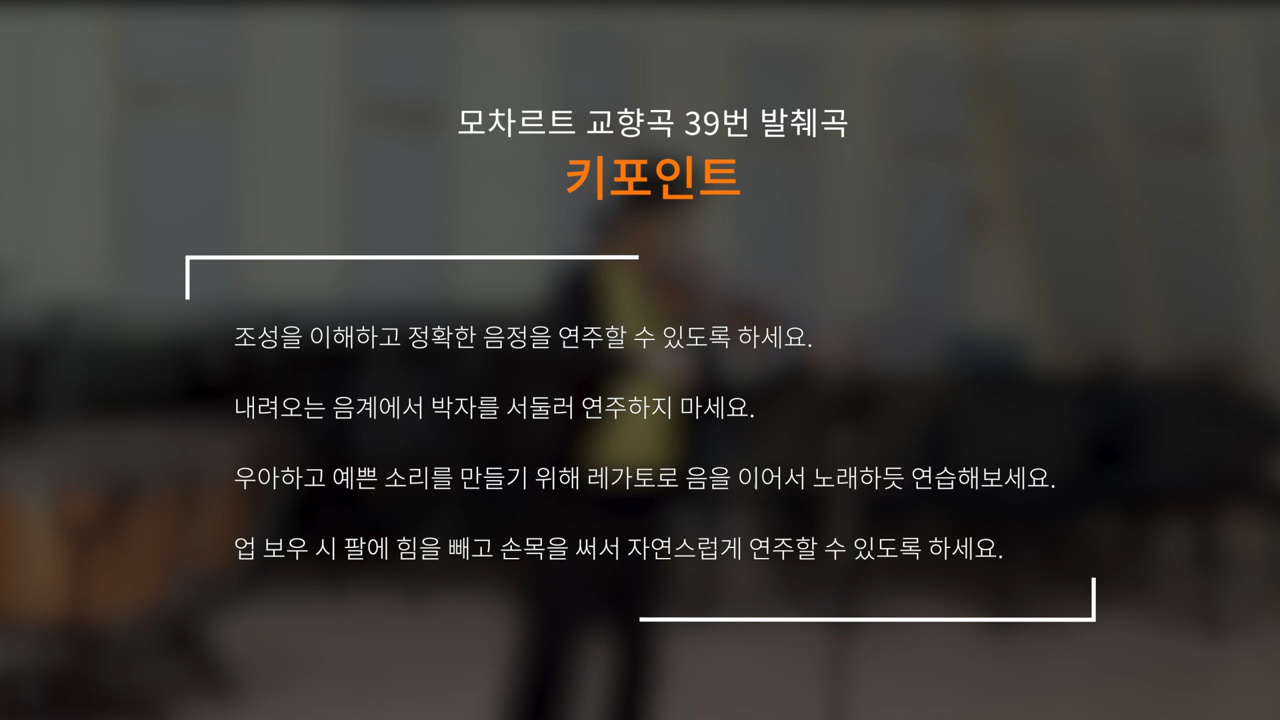 모차르트 교향곡 39번 발췌곡
키포인트
조성을 이해하고 정확한 음정을 연주할 수 있도록 하세요.
내려오는 음계에서 박자를 서둘러 연주하지 마세요.
우아하고 예쁜 소리를 만들기 위해 레가토로 음을 이어서 노래하듯 연습해보세요.
업 보우 시 팔에 힘을 빼고 손목을 써서 자연스럽게 연주할 수 있도록 하세요.